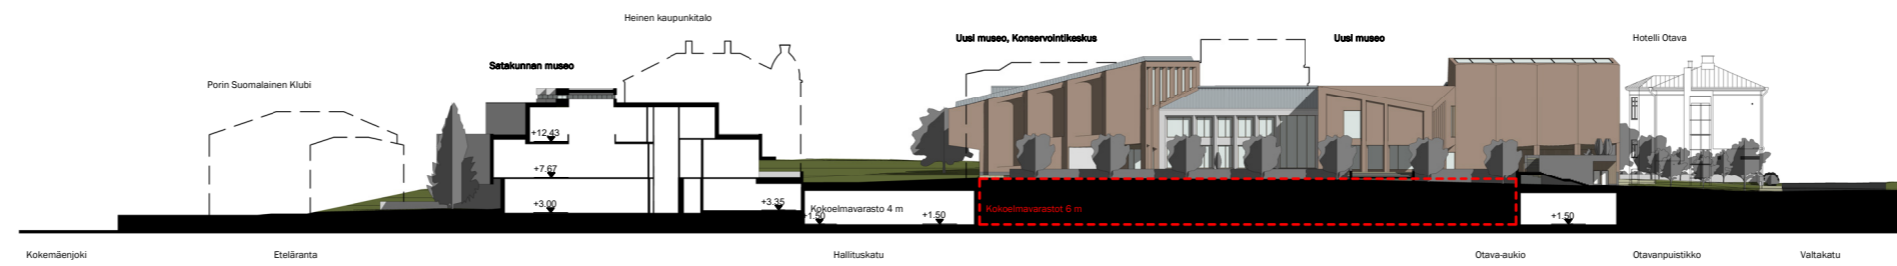 Heinen kaupunkitalo
Uusi museo, Konservointikeskus
Uusi museo
Hotelli Otava
Satakunnan museo
Porin Suomalainen Klubi
+12.43
+7.67
+3.00
+3.35
Kokoelmavarasto 4 m
+1.50
+1.50
Kokoelmavarastot 6 m
+1.50
Kokemäenjoki
Eteläranta
Hallituskatu
Otava-aukio
Otavanpuistikko
Valtakatu